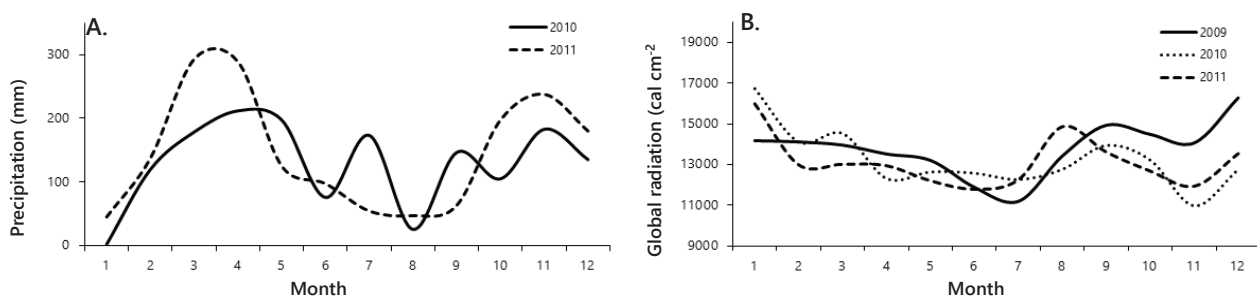 A.
2010
2011
Precipitation (mm)
300
200
100
0
1 2 3 4 5 6 7 8 9 10 11 12
Month
B.
2009
2010
2011
Global radiation (cal cm-2
19000
17000
15000
13000
11000
9000
1 2 3 4 5 6 7 8 9 10 11 12
Month